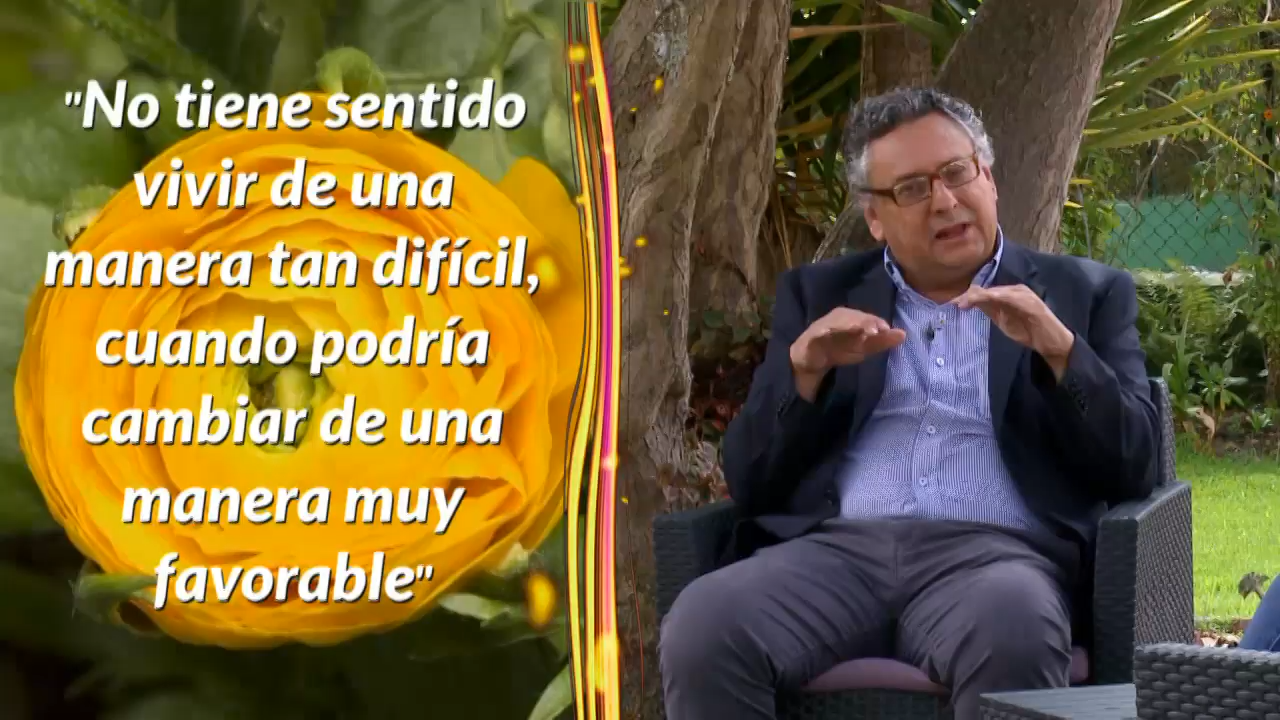 "No tiene sentido
vivir de una
manera tan difícil,
cuando podría
cambiar de una
manera muy
favorable"